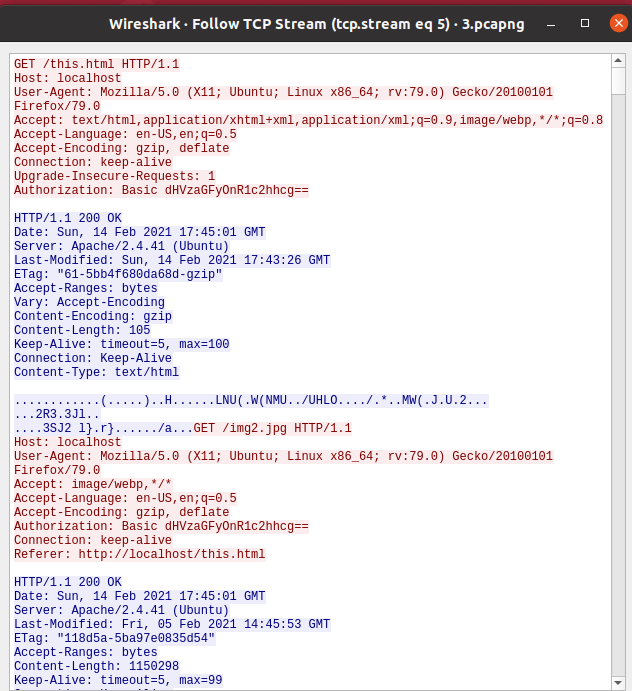 Wireshark · Follow TCP Stream (tcp.stream eq 5) · 3.pcapng
GET /this.html HTTP/1.1
Host: localhost
User-Agent: Mozilla/5.0 (X11; Ubuntu; Linux x86_64; rv:79.0) Gecko/20100101
Firefox/79.0
Accept: text/html,application/xhtml+xml,application/xml;q=0.9,image/webp,*/*;q=0.8
Accept-Language: en-US,en;q=0.5
Accept-Encoding: gzip, deflate
Connection: keep-alive
Upgrade-Insecure-Requests: 1
Authorization: Basic dHVzaGFyOnR1c2hhcg==
HTTP/1.1 200 OK
Date: Sun, 14 Feb 2021 17:45:01 GMT
Server: Apache/2.4.41 (Ubuntu)
Last-Modified: Sun, 14 Feb 2021 17:43:26 GMT
ETag: "61-5bb4f680da68d-gzip"
Accept-Ranges: bytes
Vary: Accept-Encoding
Content-Encoding: gzip
Content-Length: 105
Keep-Alive: timeout=5, max=100
Connection: Keep-Alive
Content-Type: text/html
............(.....)..H......LNU(.W(NMU../UHLO..../.*..MW(.J.U.2...
...2R3.3Jl..
....3SJ2 l}.r}....../a...GET /img2.jpg HTTP/1.1
Host: localhost
User-Agent: Mozilla/5.0 (X11; Ubuntu; Linux x86_64; rv:79.0) Gecko/20100101
Firefox/79.0
Accept: image/webp,*/*
Accept-Language: en-US,en;q=0.5
Accept-Encoding: gzip, deflate
Authorization: Basic dHVzaGFyOnR1c2hhcg==
Connection: keep-alive
Referer: http://localhost/this.html
HTTP/1.1 200 OK
Date: Sun, 14 Feb 2021 17:45:01 GMT
Server: Apache/2.4.41 (Ubuntu)
Last-Modified: Fri, 05 Feb 2021 14:45:53 GMT
ETag: "118d5a-5ba97e0835d54"
Accept-Ranges: bytes
Content-Length: 1150298
Keep-Alive: timeout=5, max=99